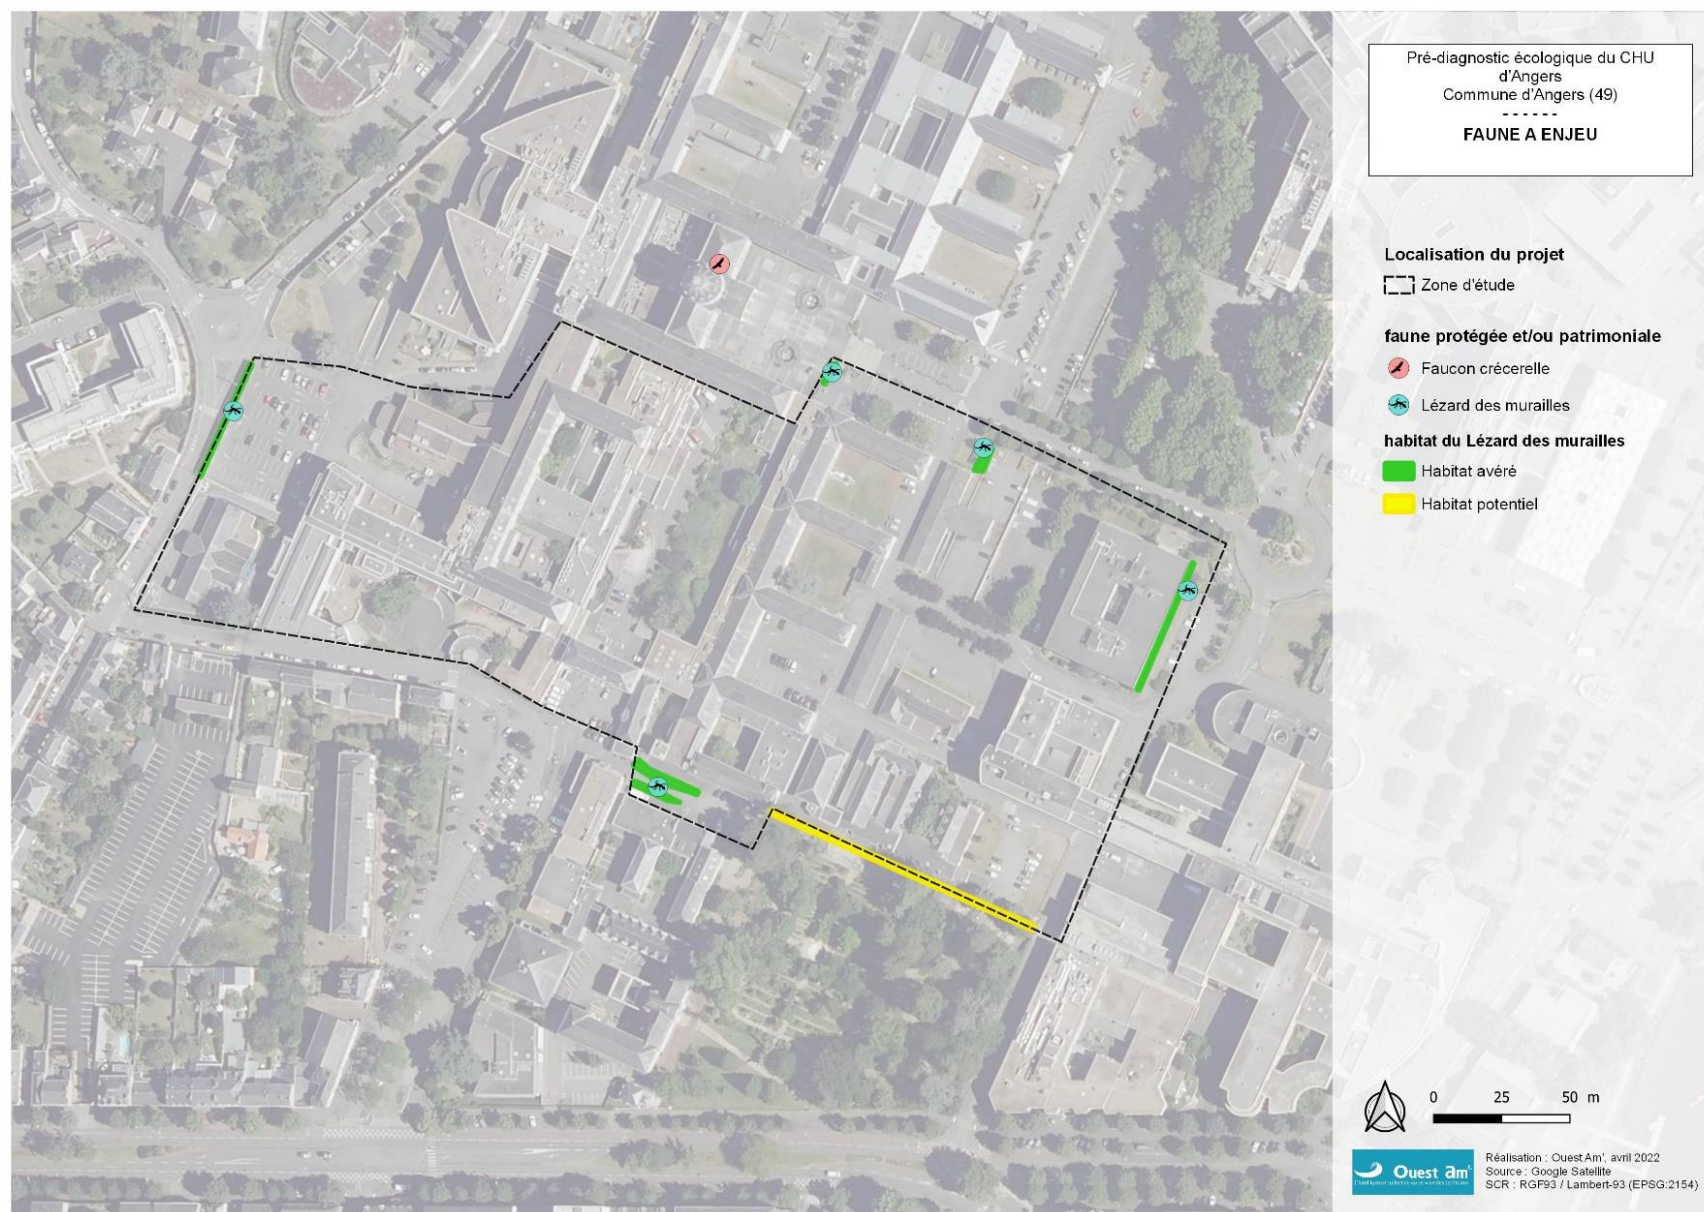 Pré-diagnostic écologique du CHU
d'Angers
Commune d'Angers (49)
------
FAUNE A ENJEU
Localisation du projet
Zone d'étude
faune protégée et/ou patrimoniale
Faucon crécerelle
Lézard des murailles
habitat du Lézard des murailles
Habitat avéré
Habitat potentiel
0 25 50 m
Ouest am'
Réalisation : Ouest Am', avril 2022
Source : Google Satellite
SCR : RGF93 / Lambert-93 (EPSG:2154)